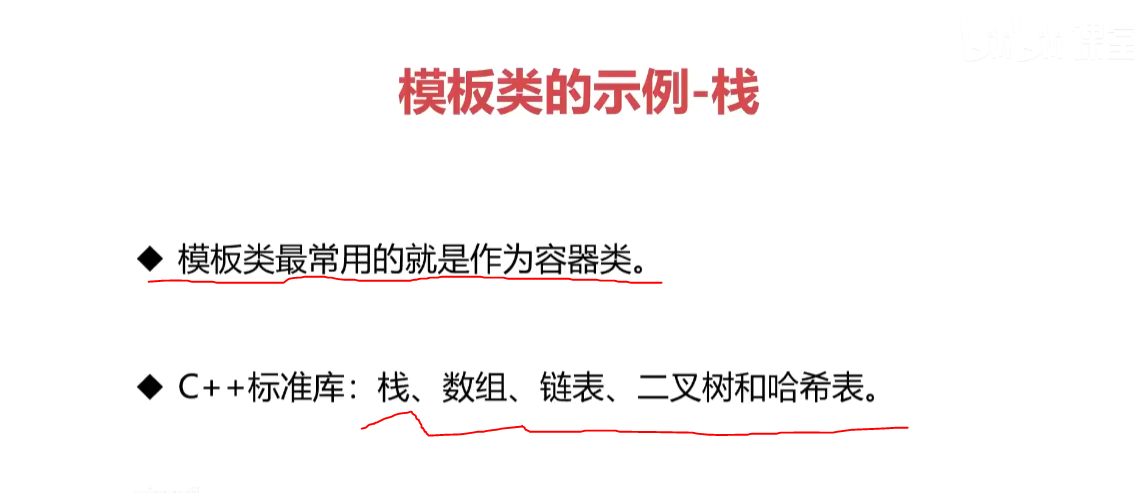 模板类的示例-栈
模板类最常用的就是作为容器类。
C++标准库：栈、数组、链表、二叉树和哈希表。